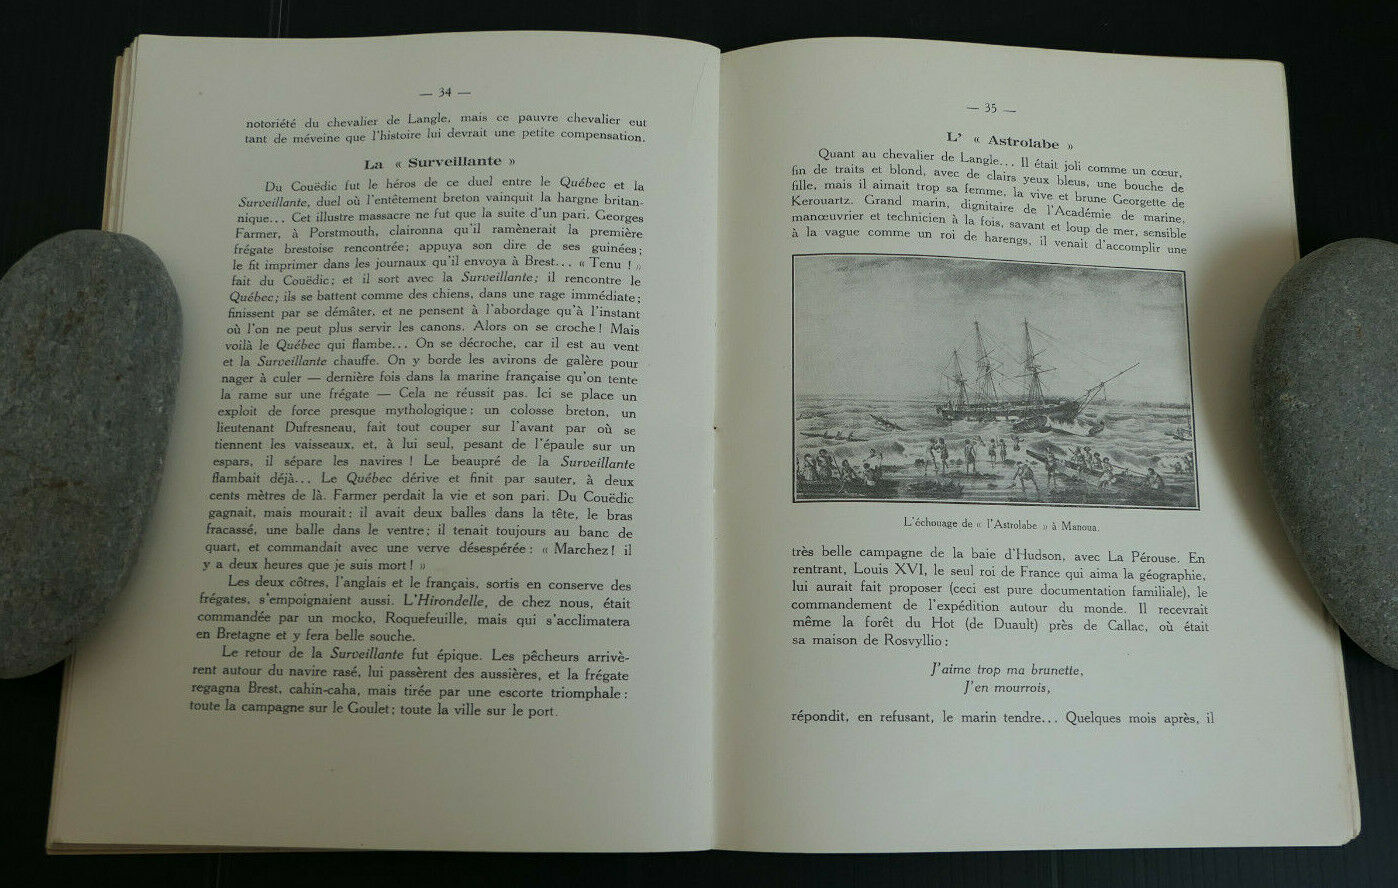 — 34 —
notoriété du chevalier de Langle, mais ce pauvre chevalier eut
tant de méveine que l'histoire lui devrait une petite compensation.
La « Surveillante »
Du Couëdic fut le héros de ce duel entre le Québec et la
Surveillante, duel où l'entêtement breton vainquit la hargne britan-
nique... Cet illustre massacre ne fut que la suite d'un pari. Georges
Farmer, à Porstmouth, claironna qu'il ramènerait la première
frégate brestoise rencontrée; appuya son dire de ses guinées;
le fit imprimer dans les journaux qu'il envoya à Brest... « Tenu ! »
fait du Couëdic; et il sort avec la Surveillante; il rencontre le
Québec; ils se battent comme des chiens, dans une rage immédiate;
finissent par se démâter, et ne pensent à l'abordage qu'à l'instant
où l'on ne peut plus servir les canons. Alors on se croche! Mais
voilà le Québec qui flambe... On se décroche, car il est au vent
et la Surveillante chauffe. On y borde les avirons de galère pour
nager à culer — dernière fois dans la marine française qu'on tente
la rame sur une frégate — Cela ne réussit pas. Ici se place un
exploit de force presque mythologique: un colosse breton, un
lieutenant Dufresneau, fait tout couper sur l'avant par où se
tiennent les vaisseaux, et, à lui seul, pesant de l'épaule sur un
espars, il sépare les navires ! Le beaupré de la Surveillante
flambait déjà... Le Québec dérive et finit par sauter, à deux
cents mètres de là. Farmer perdait la vie et son pari. Du Couëdic
gagnait, mais mourait: il avait deux balles dans la tête, le bras
fracassé, une balle dans le ventre; il tenait toujours au banc de
quart, et commandait avec une verve désespérée: « Marchez! il
y a deux heures que je suis mort! »
Les deux côtres, l'anglais et le français, sortis en conserve des
frégates, s'empoignaient aussi. L'Hirondelle, de chez nous, était
commandée par un mocko, Roquefeuille, mais qui s'acclimatera
en Bretagne et y fera belle souche.
Le retour de la Surveillante fut épique. Les pêcheurs arrivè-
rent autour du navire rasé, lui passèrent des aussières, et la frégate
regagna Brest, cahin-caha, mais tirée par une escorte triomphale:
toute la campagne sur le Goulet; toute la ville sur le port.
— 35 —
L' « Astrolabe »
Quant au chevalier de Langle... Il était joli comme un cœur,
fin de traits et blond, avec de clairs yeux bleus, une bouche de
fille, mais il aimait trop sa femme, la vive et brune Georgette de
Kerouartz. Grand marin, dignitaire de l'Académie de marine,
manœuvrier et technicien à la fois, savant et loup de mer, sensible
à la vague comme un roi de harengs, il venait d'accomplir une
L'échouage de « l'Astrolabe » à Manoua.
très belle campagne de la baie d'Hudson, avec La Pérouse. En
rentrant, Louis XVI, le seul roi de France qui aima la géographie,
lui aurait fait proposer (ceci est pure documentation familiale), le
commandement de l'expédition autour du monde. Il recevrait
même la forêt du Hot (de Duault) près de Callac, où était
sa maison de Rosvyllio:
J'aime trop ma brunette,
J'en mourrois,
répondit, en refusant, le marin tendre... Quelques mois après, il